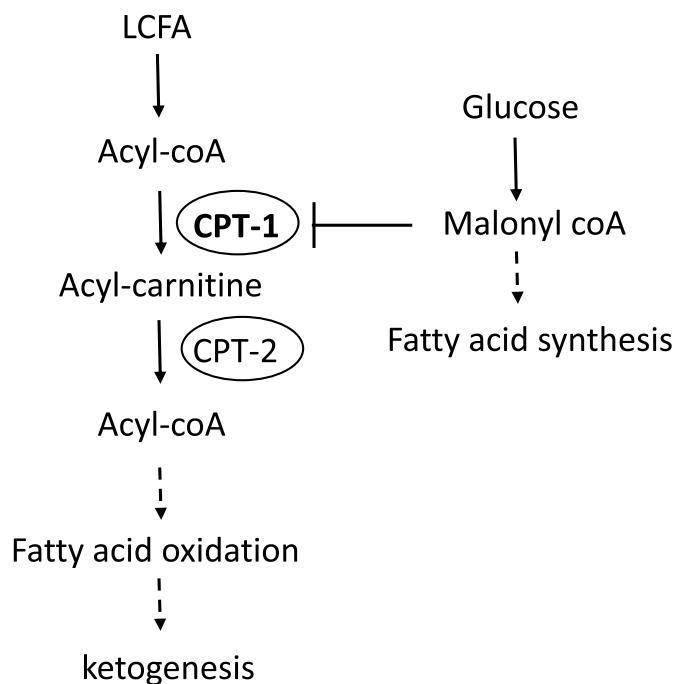 LCFA
Acyl-coA
CPT-1
Acyl-carnitine
CPT-2
Acyl-coA
Fatty acid oxidation
ketogenesis
Glucose
Malonyl coA
Fatty acid synthesis